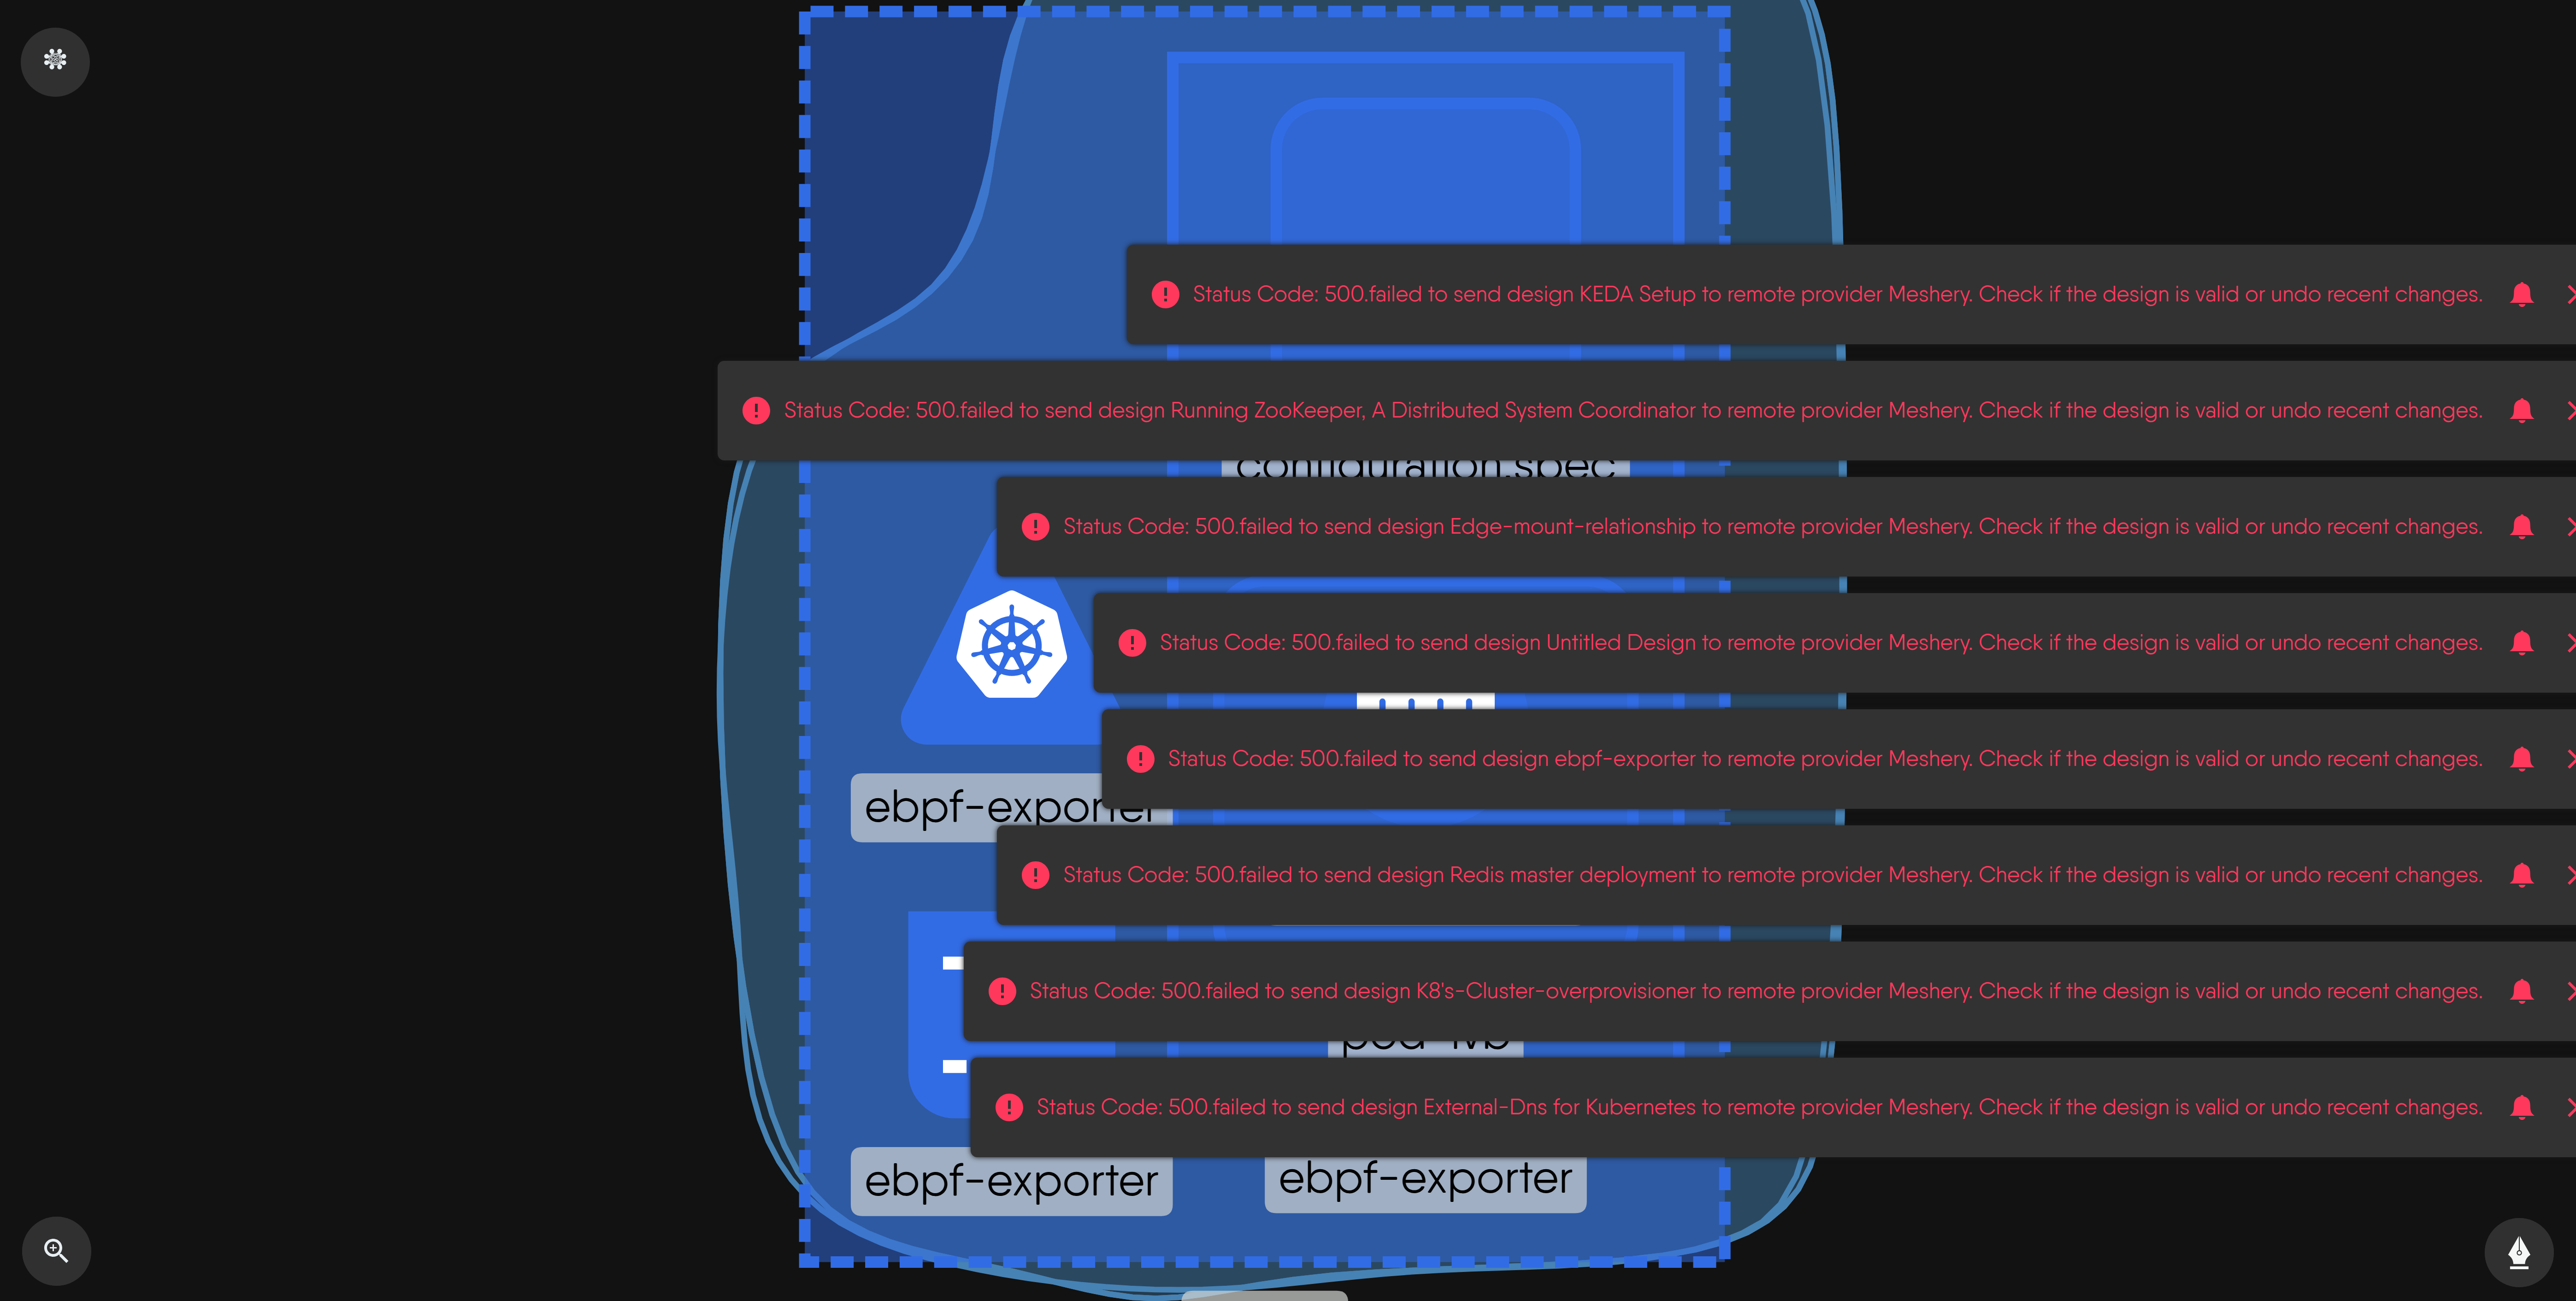 Status Code: 500.failed to send design KEDA Setup to remote provider Meshery. Check if the design is valid or undo recent changes.
Status Code: 500.failed to send design Running ZooKeeper, A Distributed System Coordinator to remote provider Meshery. Check if the design is valid or undo recent changes.
configuration.spec
Status Code: 500.failed to send design Edge-mount-relationship to remote provider Meshery. Check if the design is valid or undo recent changes.
Status Code: 500.failed to send design Untitled Design to remote provider Meshery. Check if the design is valid or undo recent changes.
Status Code: 500.failed to send design ebpf-exporter to remote provider Meshery. Check if the design is valid or undo recent changes.
ebpf-exporter
Status Code: 500.failed to send design Redis master deployment to remote provider Meshery. Check if the design is valid or undo recent changes.
Status Code: 500.failed to send design K8's-Cluster-overprovisioner to remote provider Meshery. Check if the design is valid or undo recent changes.
Status Code: 500.failed to send design External-Dns for Kubernetes to remote provider Meshery. Check if the design is valid or undo recent changes.
ebpf-exporter
ebpf-exporter